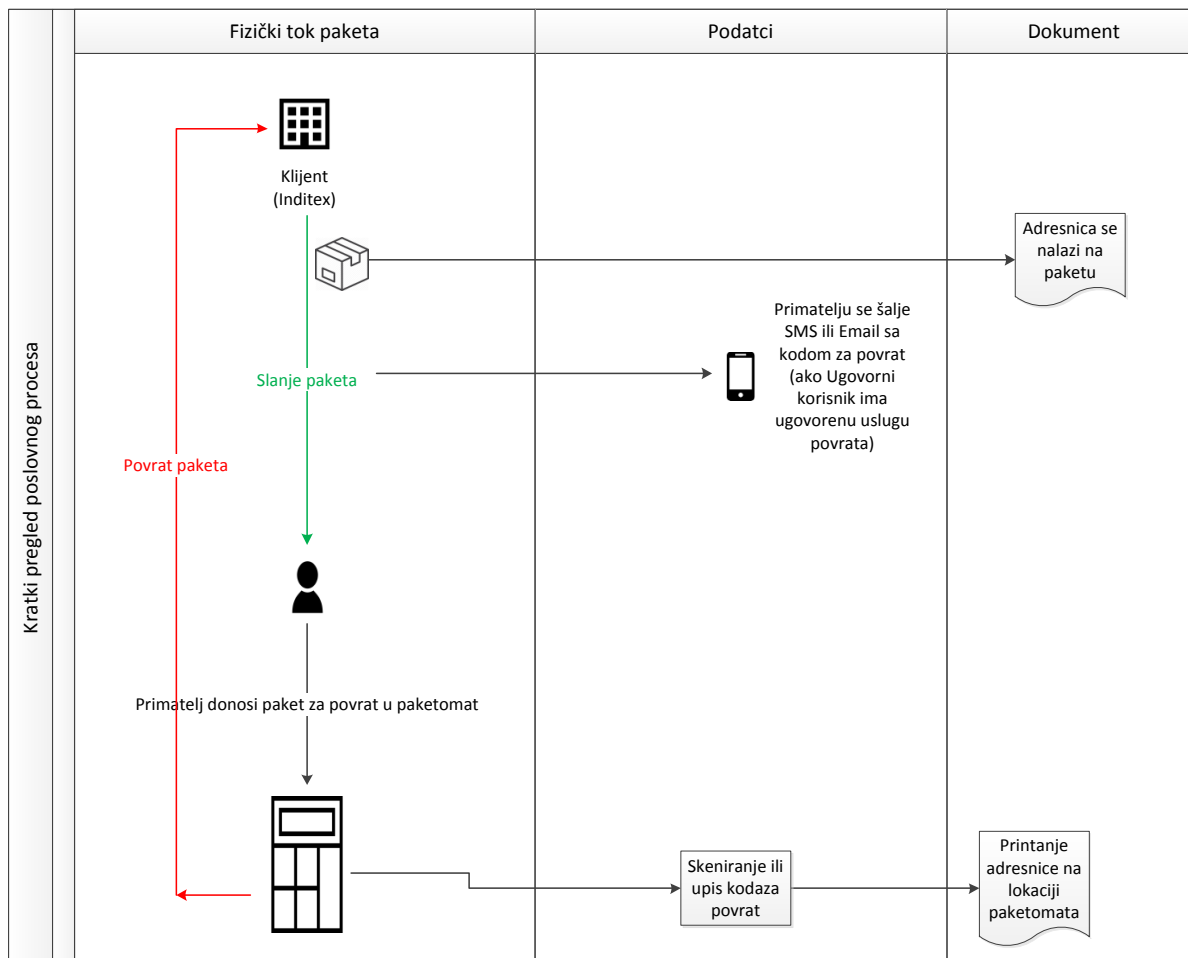 Kratki pregled poslovnog procesa
Fizički tok paketa
Podatci
Dokument
Klijent
(Inditex)
Adresnica se
nalazi na
paketu
Primatelju se šalje
SMS ili Email sa
kodom za povrat
(ako Ugovorni
korisnik ima
ugovorenu uslugu
povrata)
Slanje paketa
Povrat paketa
Primatelj donosi paket za povrat u paketomat
Skeniranje ili
upis kodaza
povrat
Printanje
adresnice na
lokaciji
paketomata